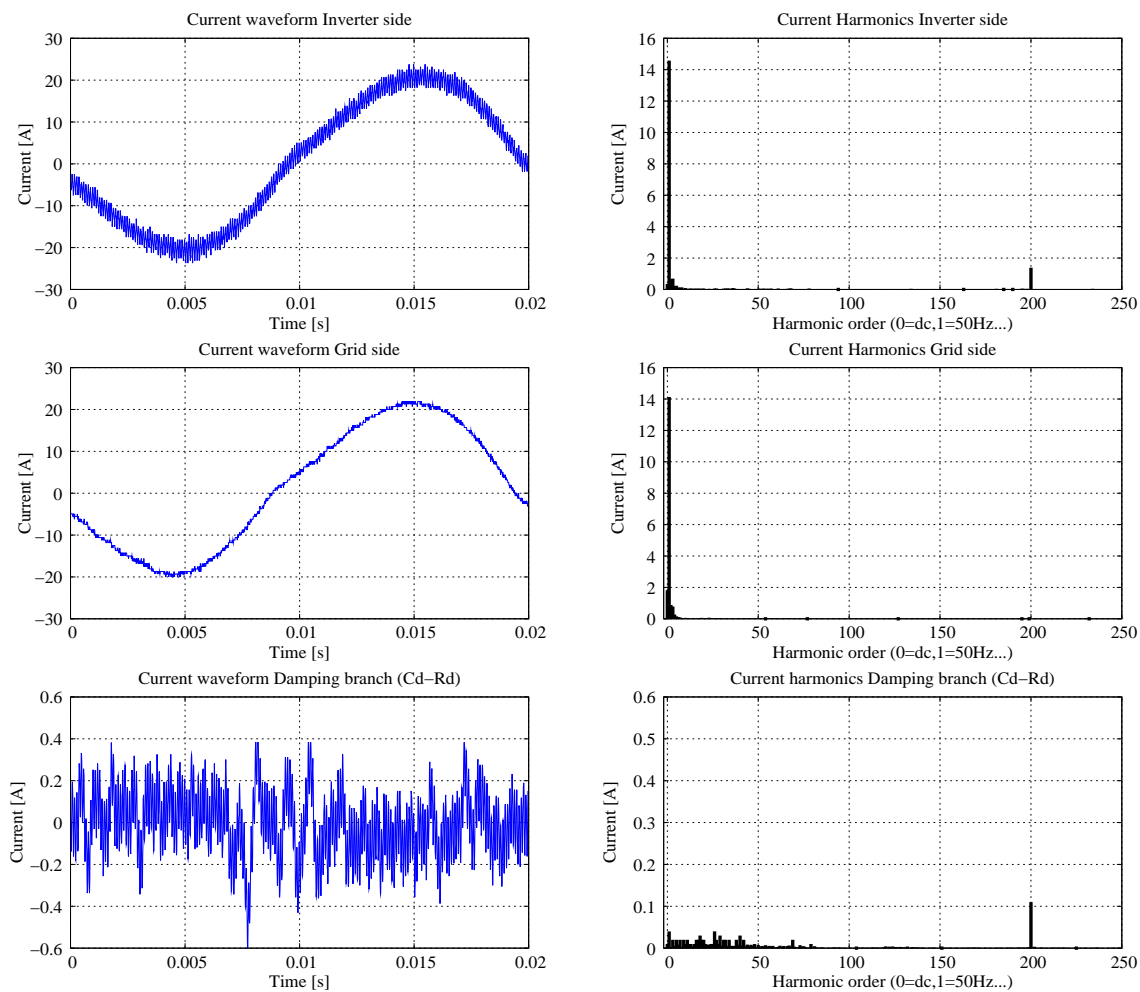 Current waveform Inverter side
30
20
10
0
−10
−20
−30
Current [A]
0 0.005 0.01 0.015 0.02
Time [s]
Current Harmonics Inverter side
16
14
12
10
8
6
4
2
0
Current [A]
0 50 100 150 200 250
Harmonic order (0=dc,1=50Hz...)
Current waveform Grid side
30
20
10
0
−10
−20
−30
Current [A]
0 0.005 0.01 0.015 0.02
Time [s]
Current Harmonics Grid side
16
14
12
10
8
6
4
2
0
Current [A]
0 50 100 150 200 250
Harmonic order (0=dc,1=50Hz...)
Current waveform Damping branch (Cd−Rd)
0.6
0.4
0.2
0
−0.2
−0.4
−0.6
Current [A]
0 0.005 0.01 0.015 0.02
Time [s]
Current harmonics Damping branch (Cd−Rd)
0.6
0.5
0.4
0.3
0.2
0.1
0
Current [A]
0 50 100 150 200 250
Harmonic order (0=dc,1=50Hz...)